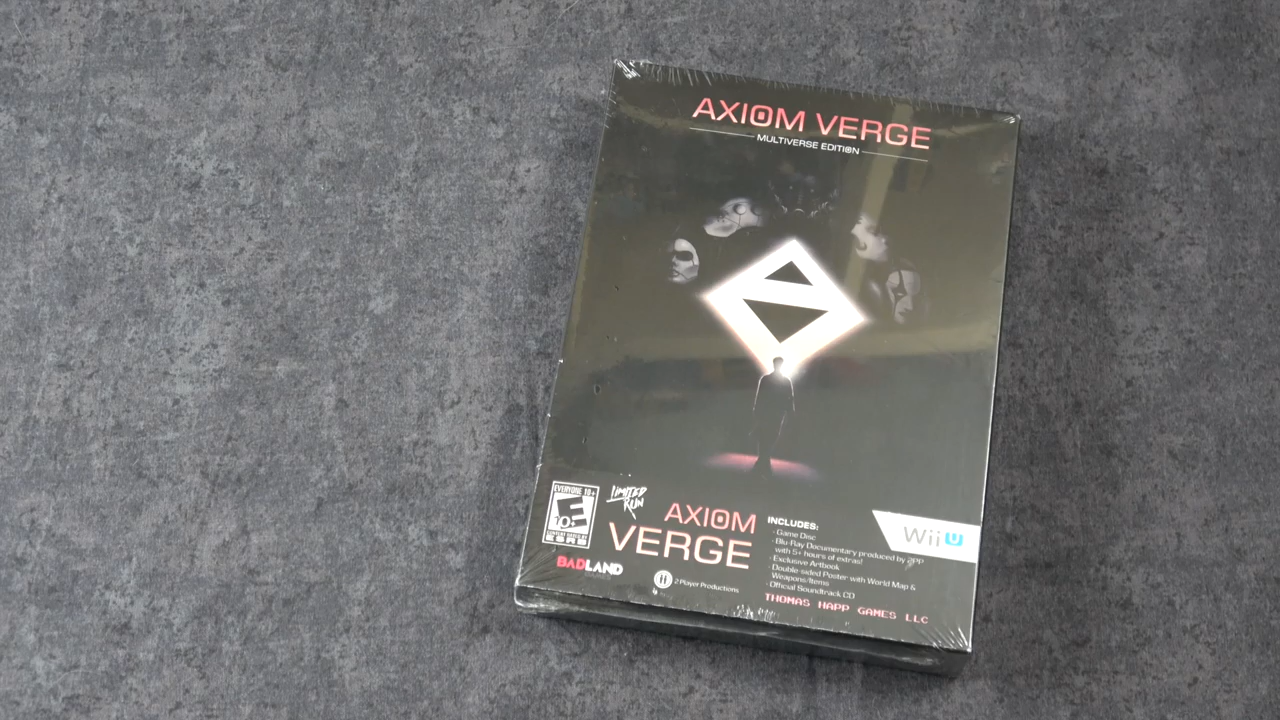 AXIOM VERGE
MULTIVERSE EDITION
EVERYONE 10+
E
10+
ESRB
LIMITED
RUN
AXIOM
VERGE
BADLAND
2 Player Productions
INCLUDES:
- Game Disc
- Blu-Ray Documentary produced by 2PP
with 5+ hours of extras!
- Exclusive Artbook
- Double-sided Poster with World Map &
Weapons/Items
- Official Soundtrack CD
THOMAS HAPP GAMES LLC
Wii U